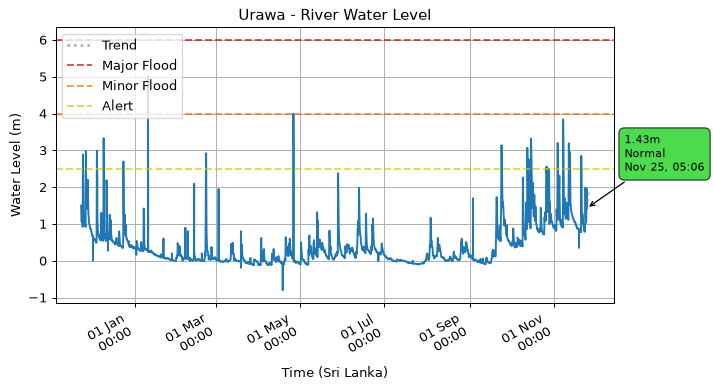 Urawa - River Water Level
Water Level (m)
6
5
4
3
2
1
0
−1
Trend
Major Flood
Minor Flood
Alert
1.43m
Normal
Nov 25, 05:06
01 Jan
00:00
01 Mar
00:00
01 May
00:00
01 Jul
00:00
01 Sep
00:00
01 Nov
00:00
Time (Sri Lanka)